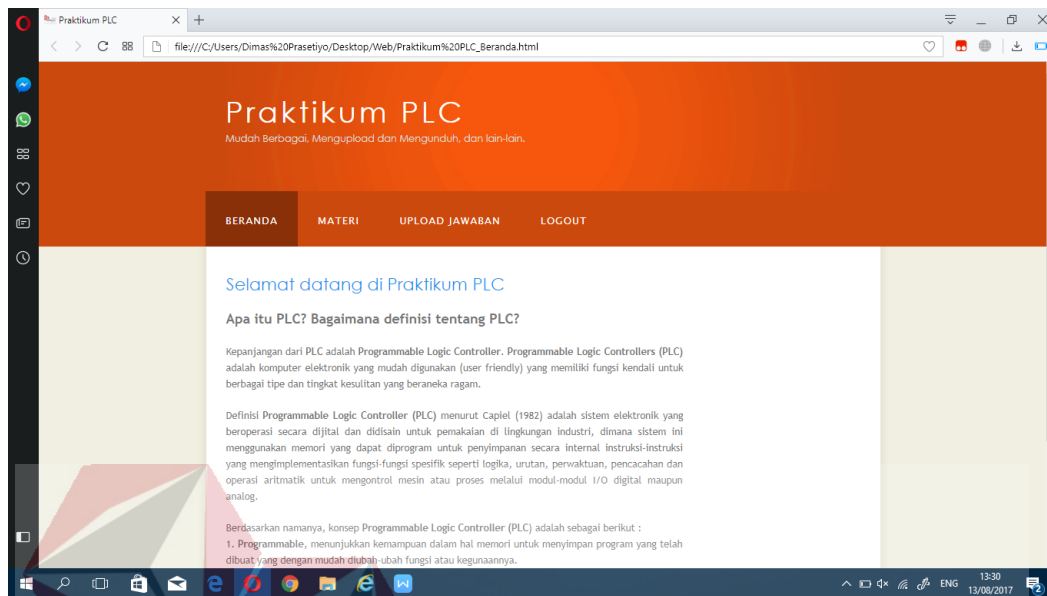 Praktikum PLC
file:///C:/Users/Dimas%20Prasetiyo/Desktop/Web/Praktikum%20PLC_Beranda.html
Praktikum PLC
Mudah Berbagai, Mengupload dan Mengunduh, dan lain-lain.
BERANDA MATERI UPLOAD JAWABAN LOGOUT
Selamat datang di Praktikum PLC
Apa itu PLC? Bagaimana definisi tentang PLC?
Kepanjangan dari PLC adalah Programmable Logic Controller. Programmable Logic Controllers (PLC)
adalah komputer elektronik yang mudah digunakan (user friendly) yang memiliki fungsi kendali untuk
berbagai tipe dan tingkat kesulitan yang beraneka ragam.
Definisi Programmable Logic Controller (PLC) menurut Capiel (1982) adalah sistem elektronik yang
beroperasi secara dijital dan didisain untuk pemakaian di lingkungan industri, dimana sistem ini
menggunakan memori yang dapat diprogram untuk penyimpanan secara internal instruksi-instruksi
yang mengimplementasikan fungsi-fungsi spesifik seperti logika, urutan, perwaktuan, pencacahan dan
operasi aritmatik untuk mengontrol mesin atau proses melalui modul-modul I/O dijital maupun
analog.
Berdasarkan namanya, konsep Programmable Logic Controller (PLC) adalah sebagai berikut :
1. Programmable, menunjukkan kemampuan dalam hal memori untuk menyimpan program yang telah
dibuat yang dengan mudah diubah-ubah fungsi atau kegunaannya.
ENG
13:30
13/08/2017
2